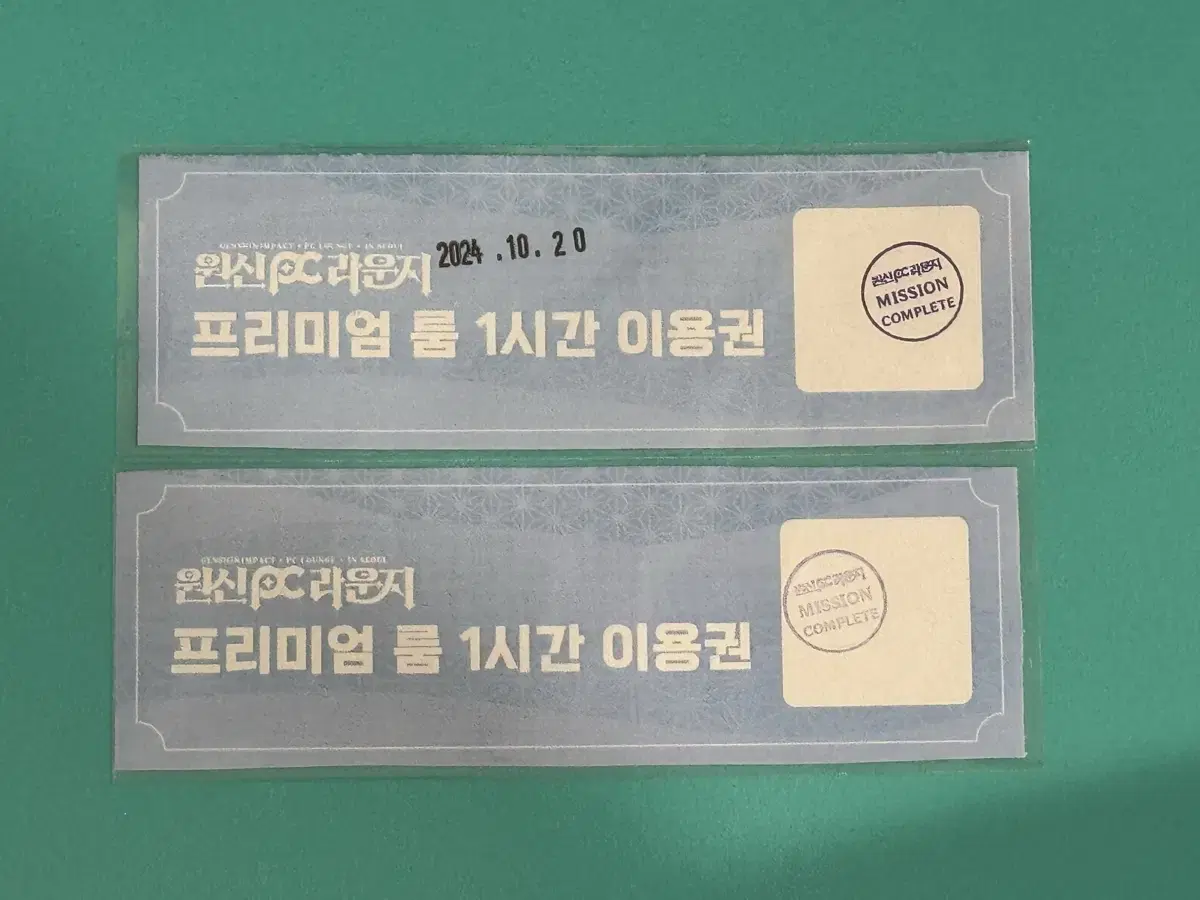 GENSHIN IMPACT • PC LOUNGE • IN SEOUL
원신 PC 라운지
2024 .10. 20
프리미엄 룸 1시간 이용권
원신 PC 라운지
MISSION
COMPLETE
GENSHIN IMPACT • PC LOUNGE • IN SEOUL
원신 PC 라운지
프리미엄 룸 1시간 이용권
원신 PC 라운지
MISSION
COMPLETE